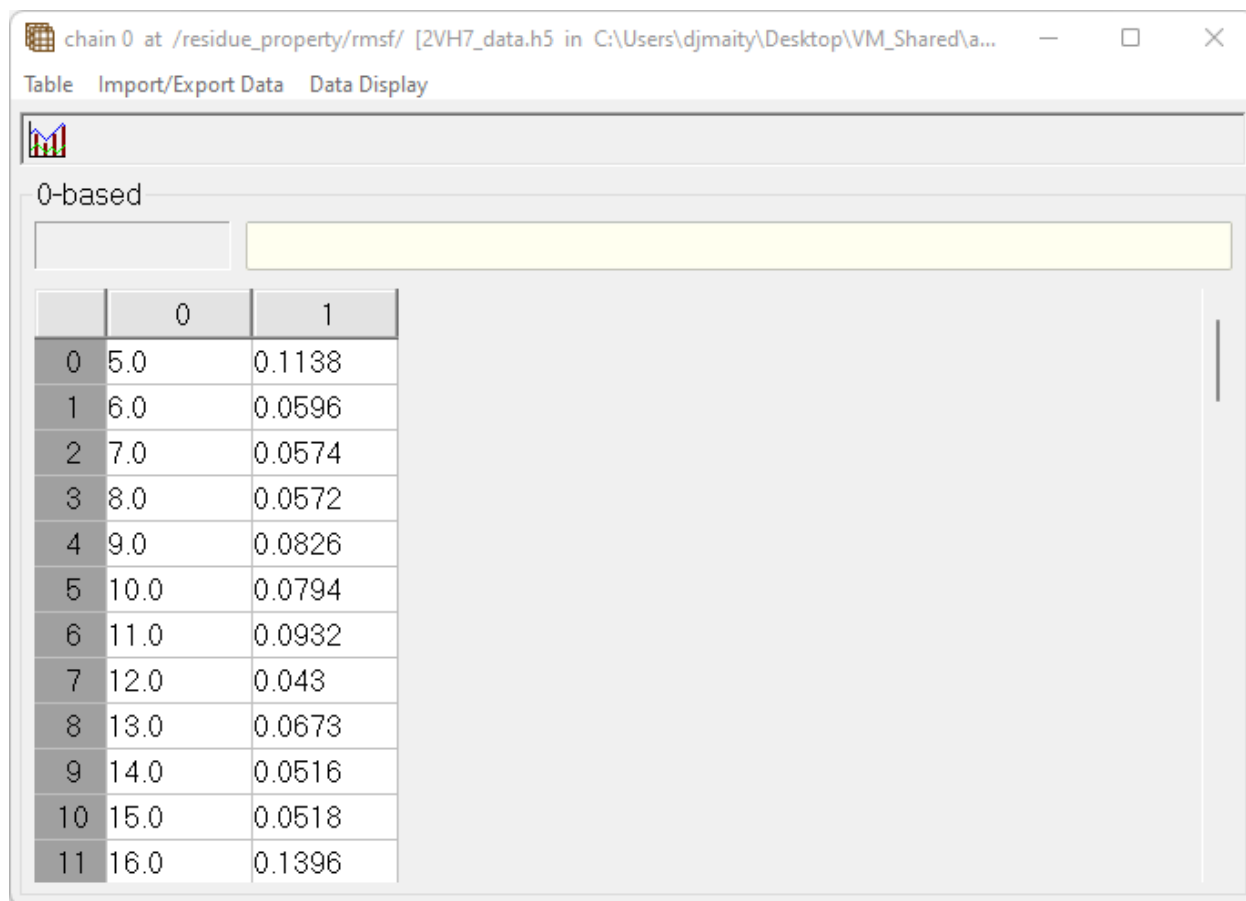 chain 0 at /residue_property/rmsf/ [2VH7_data.h5 in C:\Users\djmaity\Desktop\VM_Shared\a...
Table Import/Export Data Data Display
0-based
0 1
0 5.0 0.1138
1 6.0 0.0596
2 7.0 0.0574
3 8.0 0.0572
4 9.0 0.0826
5 10.0 0.0794
6 11.0 0.0932
7 12.0 0.043
8 13.0 0.0673
9 14.0 0.0516
10 15.0 0.0518
11 16.0 0.1396